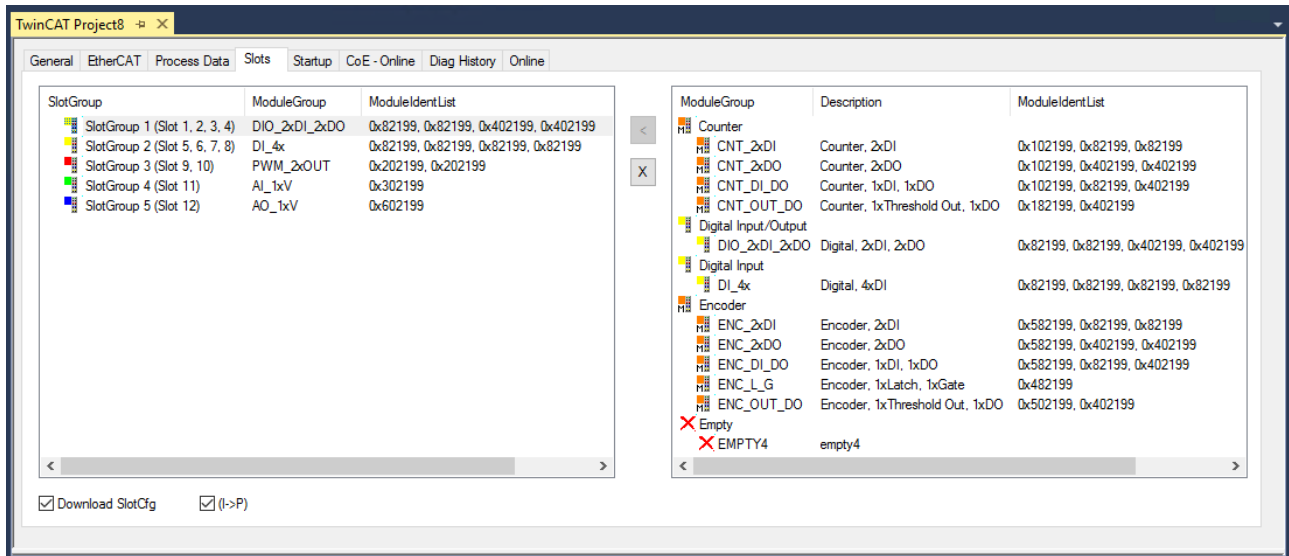 TwinCAT Project8
General EtherCAT Process Data Slots Startup CoE - Online Diag History Online
SlotGroup ModuleGroup ModuleIdentList
SlotGroup 1 (Slot 1, 2, 3, 4) DIO_2xDI_2xDO 0x82199, 0x82199, 0x402199, 0x402199
SlotGroup 2 (Slot 5, 6, 7, 8) DI_4x 0x82199, 0x82199, 0x82199, 0x82199
SlotGroup 3 (Slot 9, 10) PWM_2xOUT 0x202199, 0x202199
SlotGroup 4 (Slot 11) AI_1xV 0x302199
SlotGroup 5 (Slot 12) AO_1xV 0x602199
<
X
ModuleGroup Description ModuleIdentList
Counter
CNT_2xDI Counter, 2xDI 0x102199, 0x82199, 0x82199
CNT_2xDO Counter, 2xDO 0x102199, 0x402199, 0x402199
CNT_DI_DO Counter, 1xDI, 1xDO 0x102199, 0x82199, 0x402199
CNT_OUT_DO Counter, 1xThreshold Out, 1xDO 0x182199, 0x402199
Digital Input/Output
DIO_2xDI_2xDO Digital, 2xDI, 2xDO 0x82199, 0x82199, 0x402199, 0x402199
Digital Input
DI_4x Digital, 4xDI 0x82199, 0x82199, 0x82199, 0x82199
Encoder
ENC_2xDI Encoder, 2xDI 0x582199, 0x82199, 0x82199
ENC_2xDO Encoder, 2xDO 0x582199, 0x402199, 0x402199
ENC_DI_DO Encoder, 1xDI, 1xDO 0x582199, 0x82199, 0x402199
ENC_L_G Encoder, 1xLatch, 1xGate 0x482199
ENC_OUT_DO Encoder, 1xThreshold Out, 1xDO 0x502199, 0x402199
Empty
EMPTY4 empty4
Download SlotCfg (I->P)